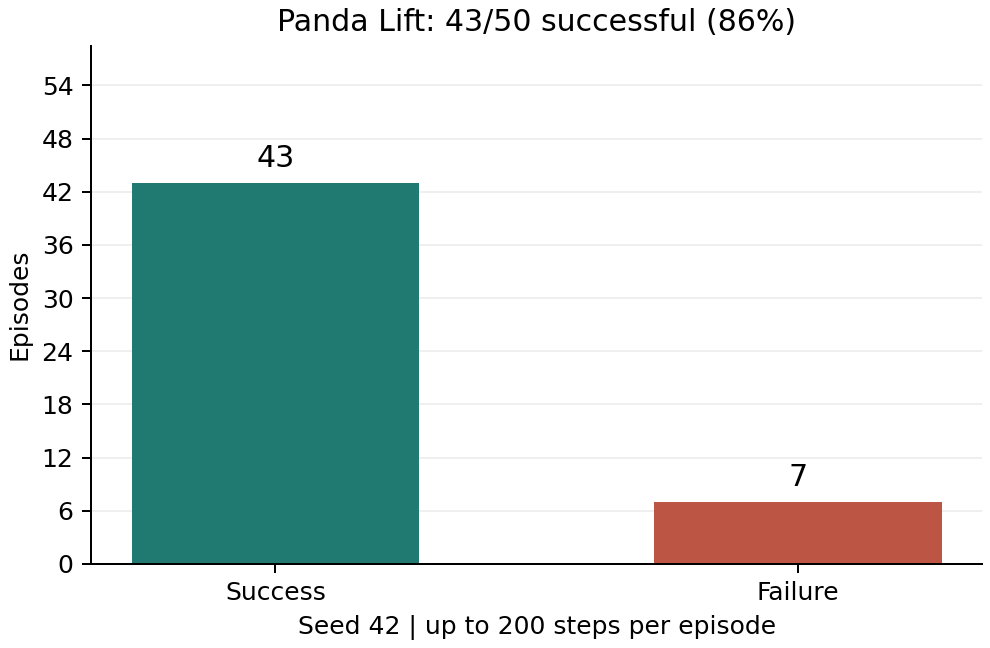 Panda Lift: 43/50 successful (86%)
Episodes
54
48
42
36
30
24
18
12
6
0
43
7
Success
Failure
Seed 42 | up to 200 steps per episode